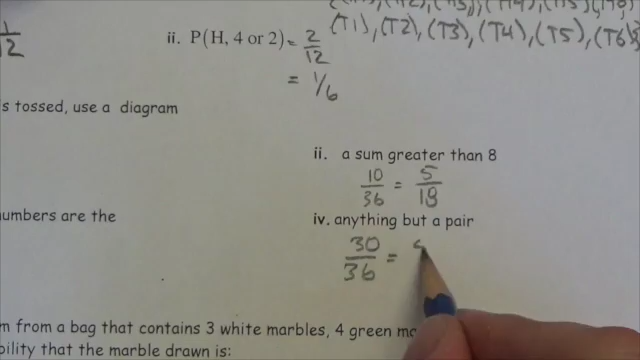 1/12
ii. P(H, 4 or 2) = 2/12
= 1/6
(T1), (T2), (T3), (T4), (T5), (T6)
s tossed, use a diagram
ii. a sum greater than 8
10/36 = 5/18
umbers are the
iv. anything but a pair
30/36 =
m from a bag that contains 3 white marbles, 4 green
bility that the marble drawn is: